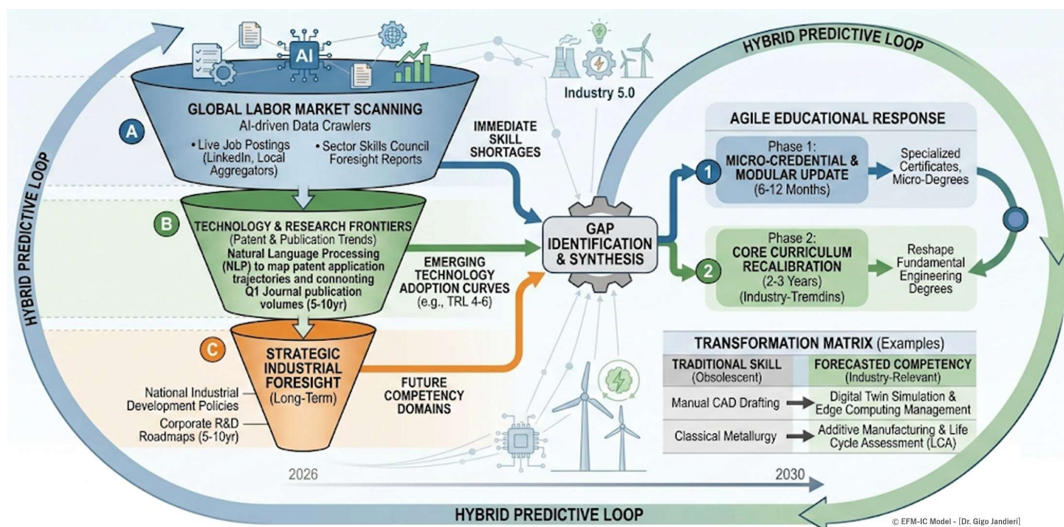 HYBRID PREDICTIVE LOOP
HYBRID PREDICTIVE LOOP
AI
Industry 5.0
A
GLOBAL LABOR MARKET SCANNING
AI-driven Data Crawlers
• Live Job Postings
(LinkedIn, Local
Aggregators)
• Sector Skills Council
Foresight Reports
IMMEDIATE
SKILL
SHORTAGES
B
TECHNOLOGY & RESEARCH FRONTIERS
(Patent & Publication Trends)
Natural Language Processing
(NLP) to map patent application
trajectories and connonting
Q1 Journal publication
volumes (5-10yr)
EMERGING
TECHNOLOGY
ADOPTION CURVES
(e.g., TRL 4-6)
C
STRATEGIC
INDUSTRIAL
FORESIGHT
(Long-Term)
National Industrial
Development Policies
Corporate R&D
Roadmaps (5-10yr)
FUTURE
COMPETENCY
DOMAINS
GAP
IDENTIFICATION
& SYNTHESIS
AGILE EDUCATIONAL RESPONSE
1
Phase 1:
MICRO-CREDENTIAL &
MODULAR UPDATE
(6-12 Months)
Specialized
Certificates,
Micro-Degrees
2
Phase 2:
CORE CURRICULUM
RECALIBRATION
(2-3 Years)
(Industry-Tremdins)
Reshape
Fundamental
Engineering
Degrees
TRANSFORMATION MATRIX (Examples)
TRADITIONAL SKILL
(Obsolescent)
FORECASTED COMPETENCY
(Industry-Relevant)
Manual CAD Drafting
Digital Twin Simulation &
Edge Computing Management
Classical Metallurgy
Additive Manufacturing & Life
Cycle Assessment (LCA)
2026
2030
HYBRID PREDICTIVE LOOP
© EFM-IC Model - [Dr. Gigo Jandieri]